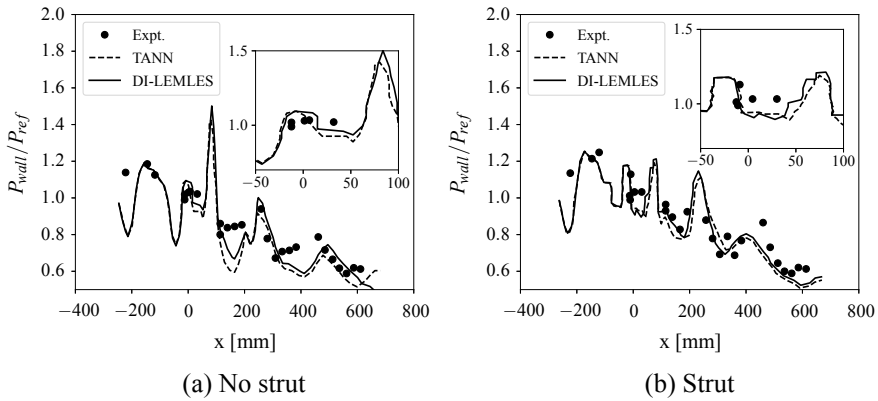 2.0
1.8
1.6
1.4
1.2
1.0
0.8
0.6
P_wall/P_ref
Expt.
TANN
DI-LEMLES
1.5
1.0
−50 0 50 100
−400 −200 0 200 400 600 800
x [mm]
(a) No strut
2.0
1.8
1.6
1.4
1.2
1.0
0.8
0.6
P_wall/P_ref
Expt.
TANN
DI-LEMLES
1.5
1.0
−50 0 50 100
−400 −200 0 200 400 600 800
x [mm]
(b) Strut